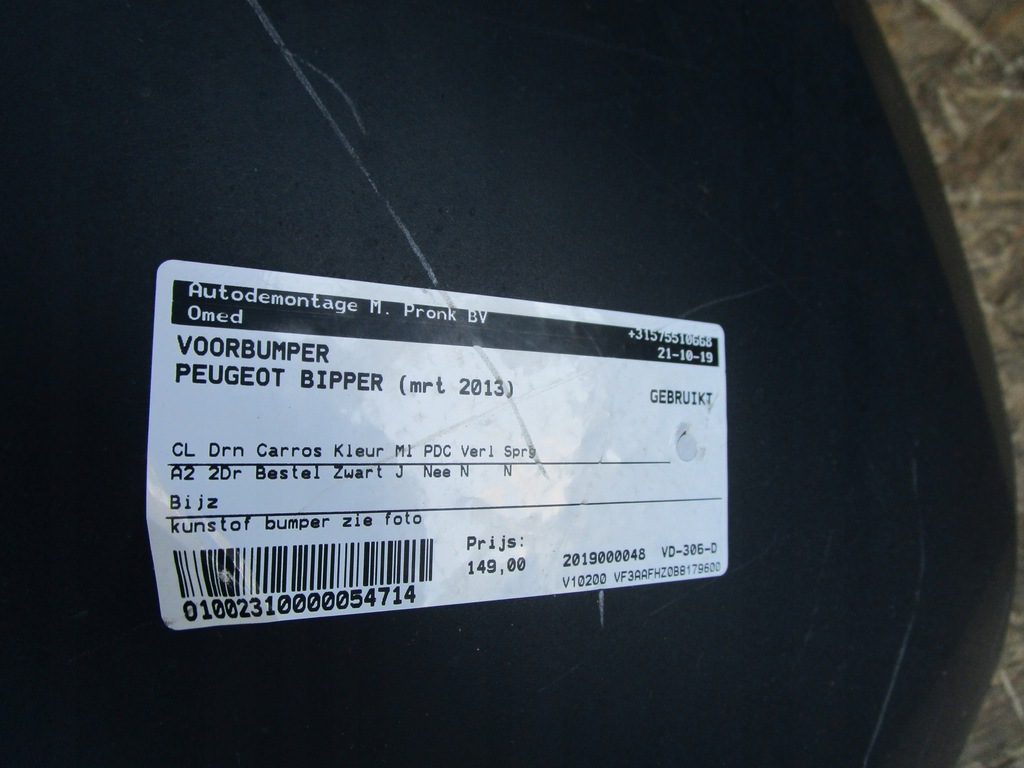 Autodemontage M. Pronk BV
Omed +31575510668
21-10-19
VOORBUMPER
PEUGEOT BIPPER (mrt 2013)
GEBRUIKT
CL Drn Carros Kleur Ml PDC Verl Sprg
A2 2Dr Bestel Zwart J Nee N N
Bijz
kunstof bumper zie foto
Prijs:
149,00
2019000048 VD-306-D
V10200 VF3AAFHZ0B8179600
01002310000054714